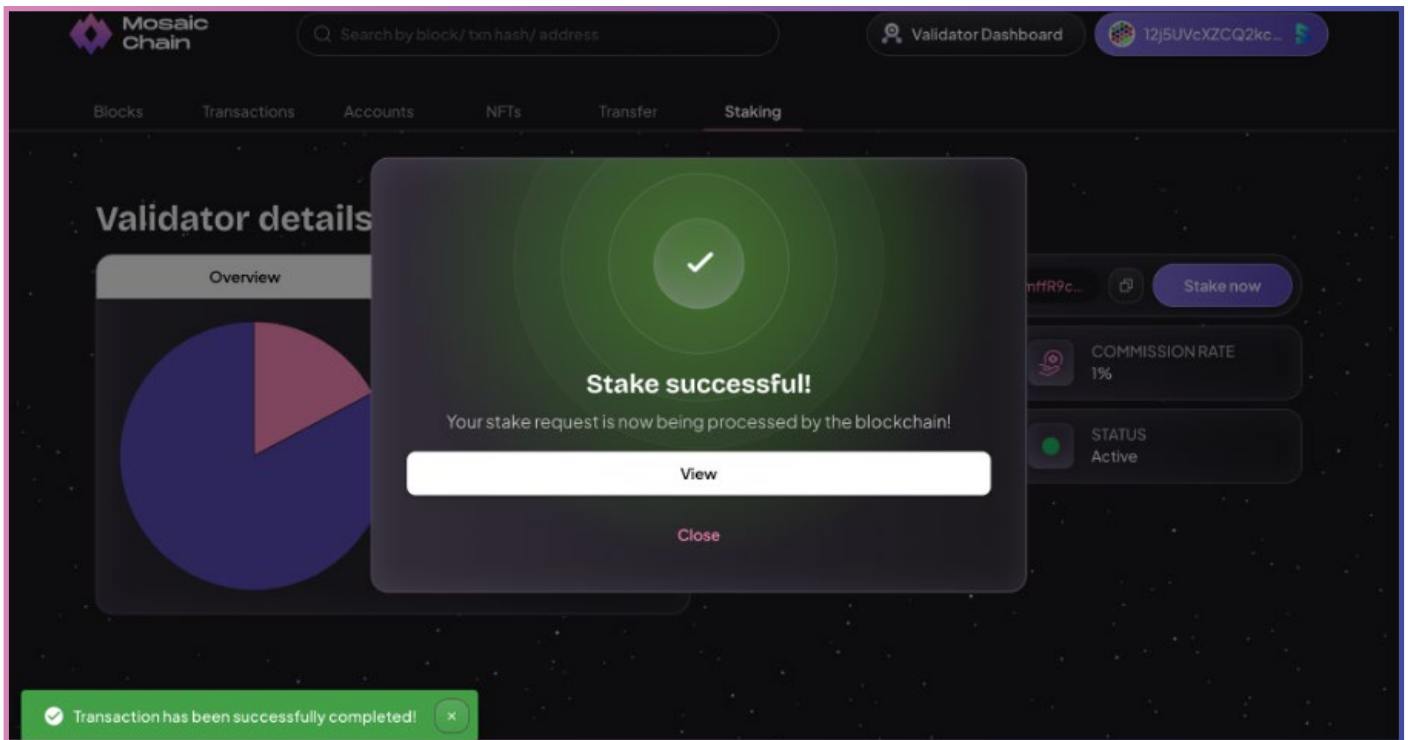 Mosaic
Chain
Search by block/ txn hash/ address
Validator Dashboard
12j5UVcXZCQ2kc...
Blocks
Transactions
Accounts
NFTs
Transfer
Staking
Validator details
Overview
mffR9c...
Stake now
COMMISSION RATE
1%
STATUS
Active
Stake successful!
Your stake request is now being processed by the blockchain!
View
Close
Transaction has been successfully completed!